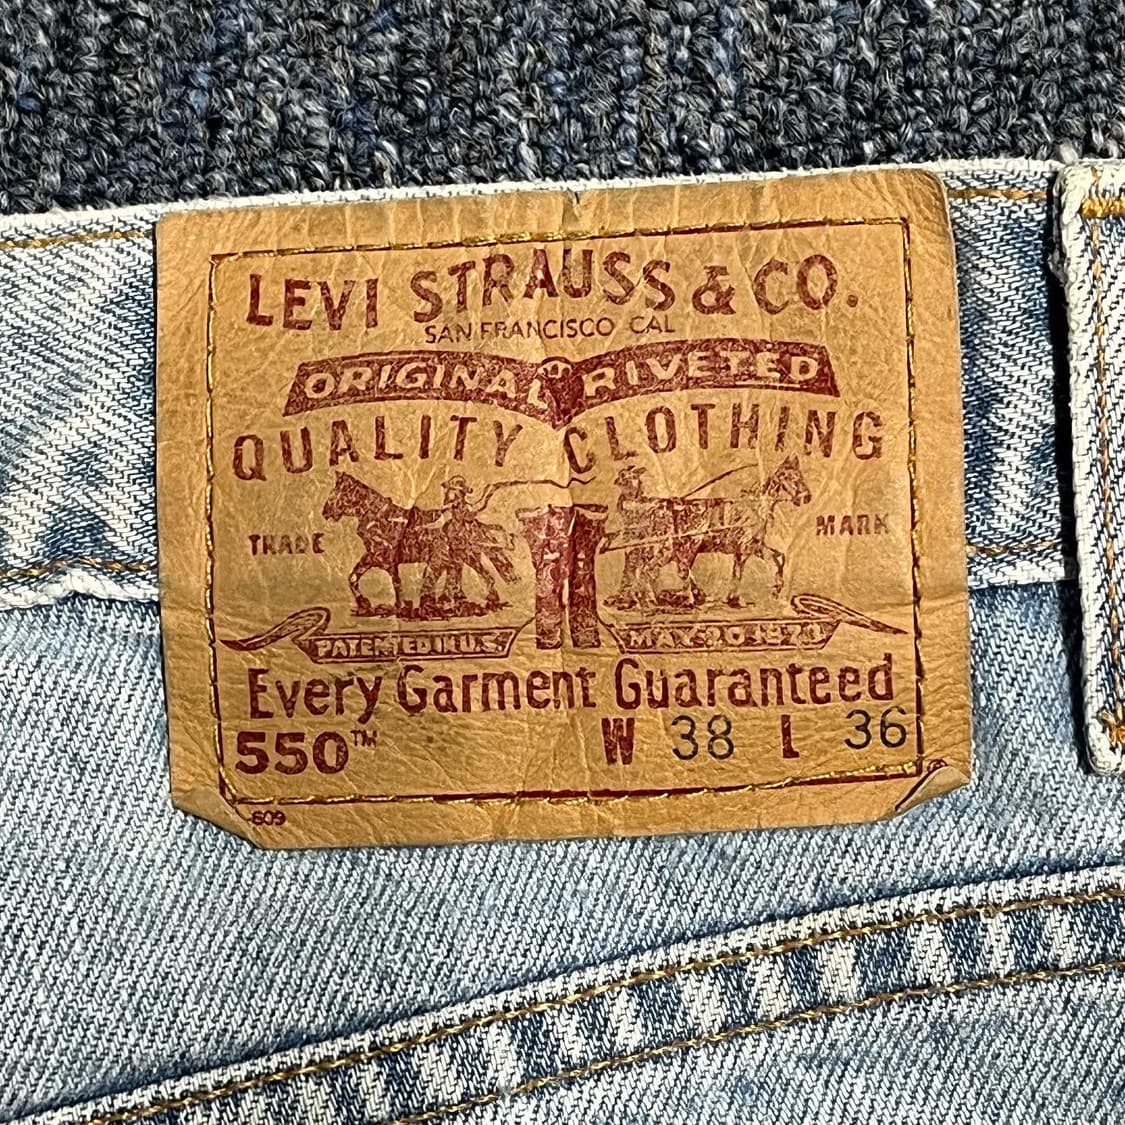 LEVI STRAUSS & CO.
SAN FRANCISCO CAL
ORIGINAL RIVETED
QUALITY CLOTHING
TRADE MARK
PATENTED IN U.S. MAY 20 1873
Every Garment Guaranteed
550™ W 38 L 36
®
-609